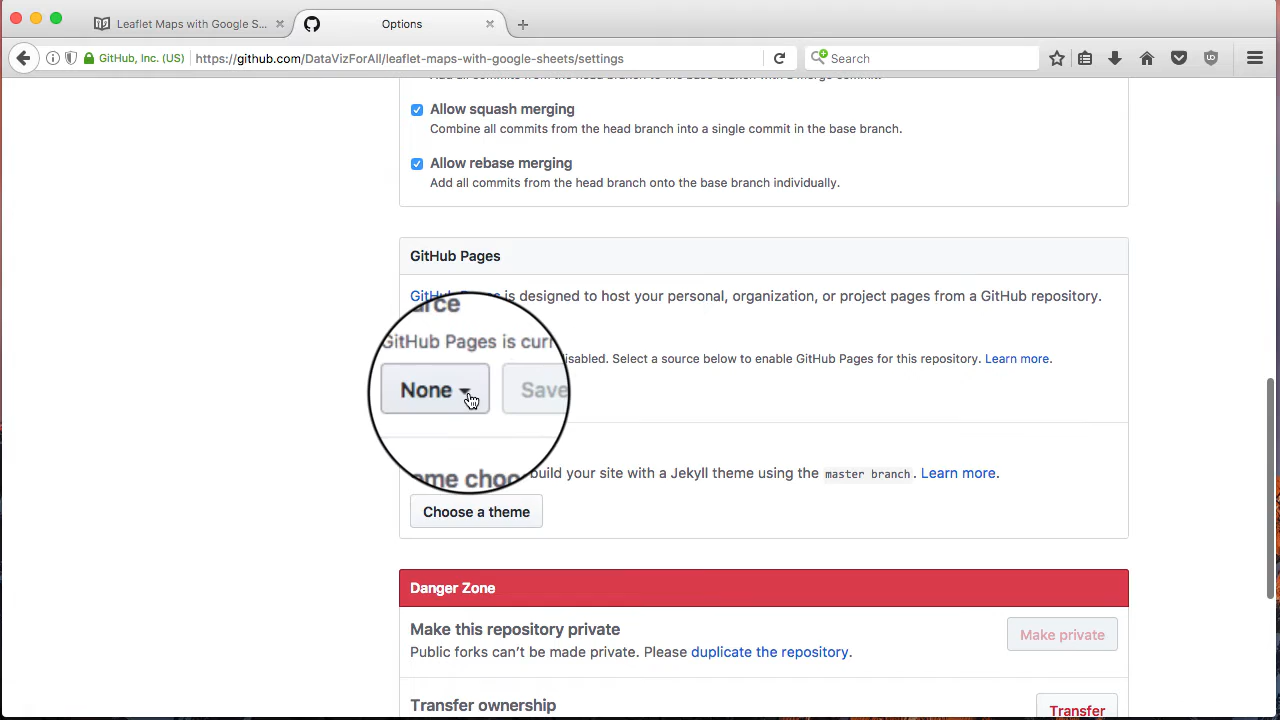 Leaflet Maps with Google S...
Options
GitHub, Inc. (US)
https://github.com/DataVizForAll/leaflet-maps-with-google-sheets/settings
Search
Allow squash merging
Combine all commits from the head branch into a single commit in the base branch.
Allow rebase merging
Add all commits from the head branch onto the base branch individually.
GitHub Pages
is designed to host your personal, organization, or project pages from a GitHub repository.
GitHub Pages is curr
isabled. Select a source below to enable GitHub Pages for this repository. Learn more.
None
Save
build your site with a Jekyll theme using the master branch. Learn more.
Choose a theme
Danger Zone
Make this repository private
Make private
Public forks can't be made private. Please duplicate the repository.
Transfer ownership
Transfer